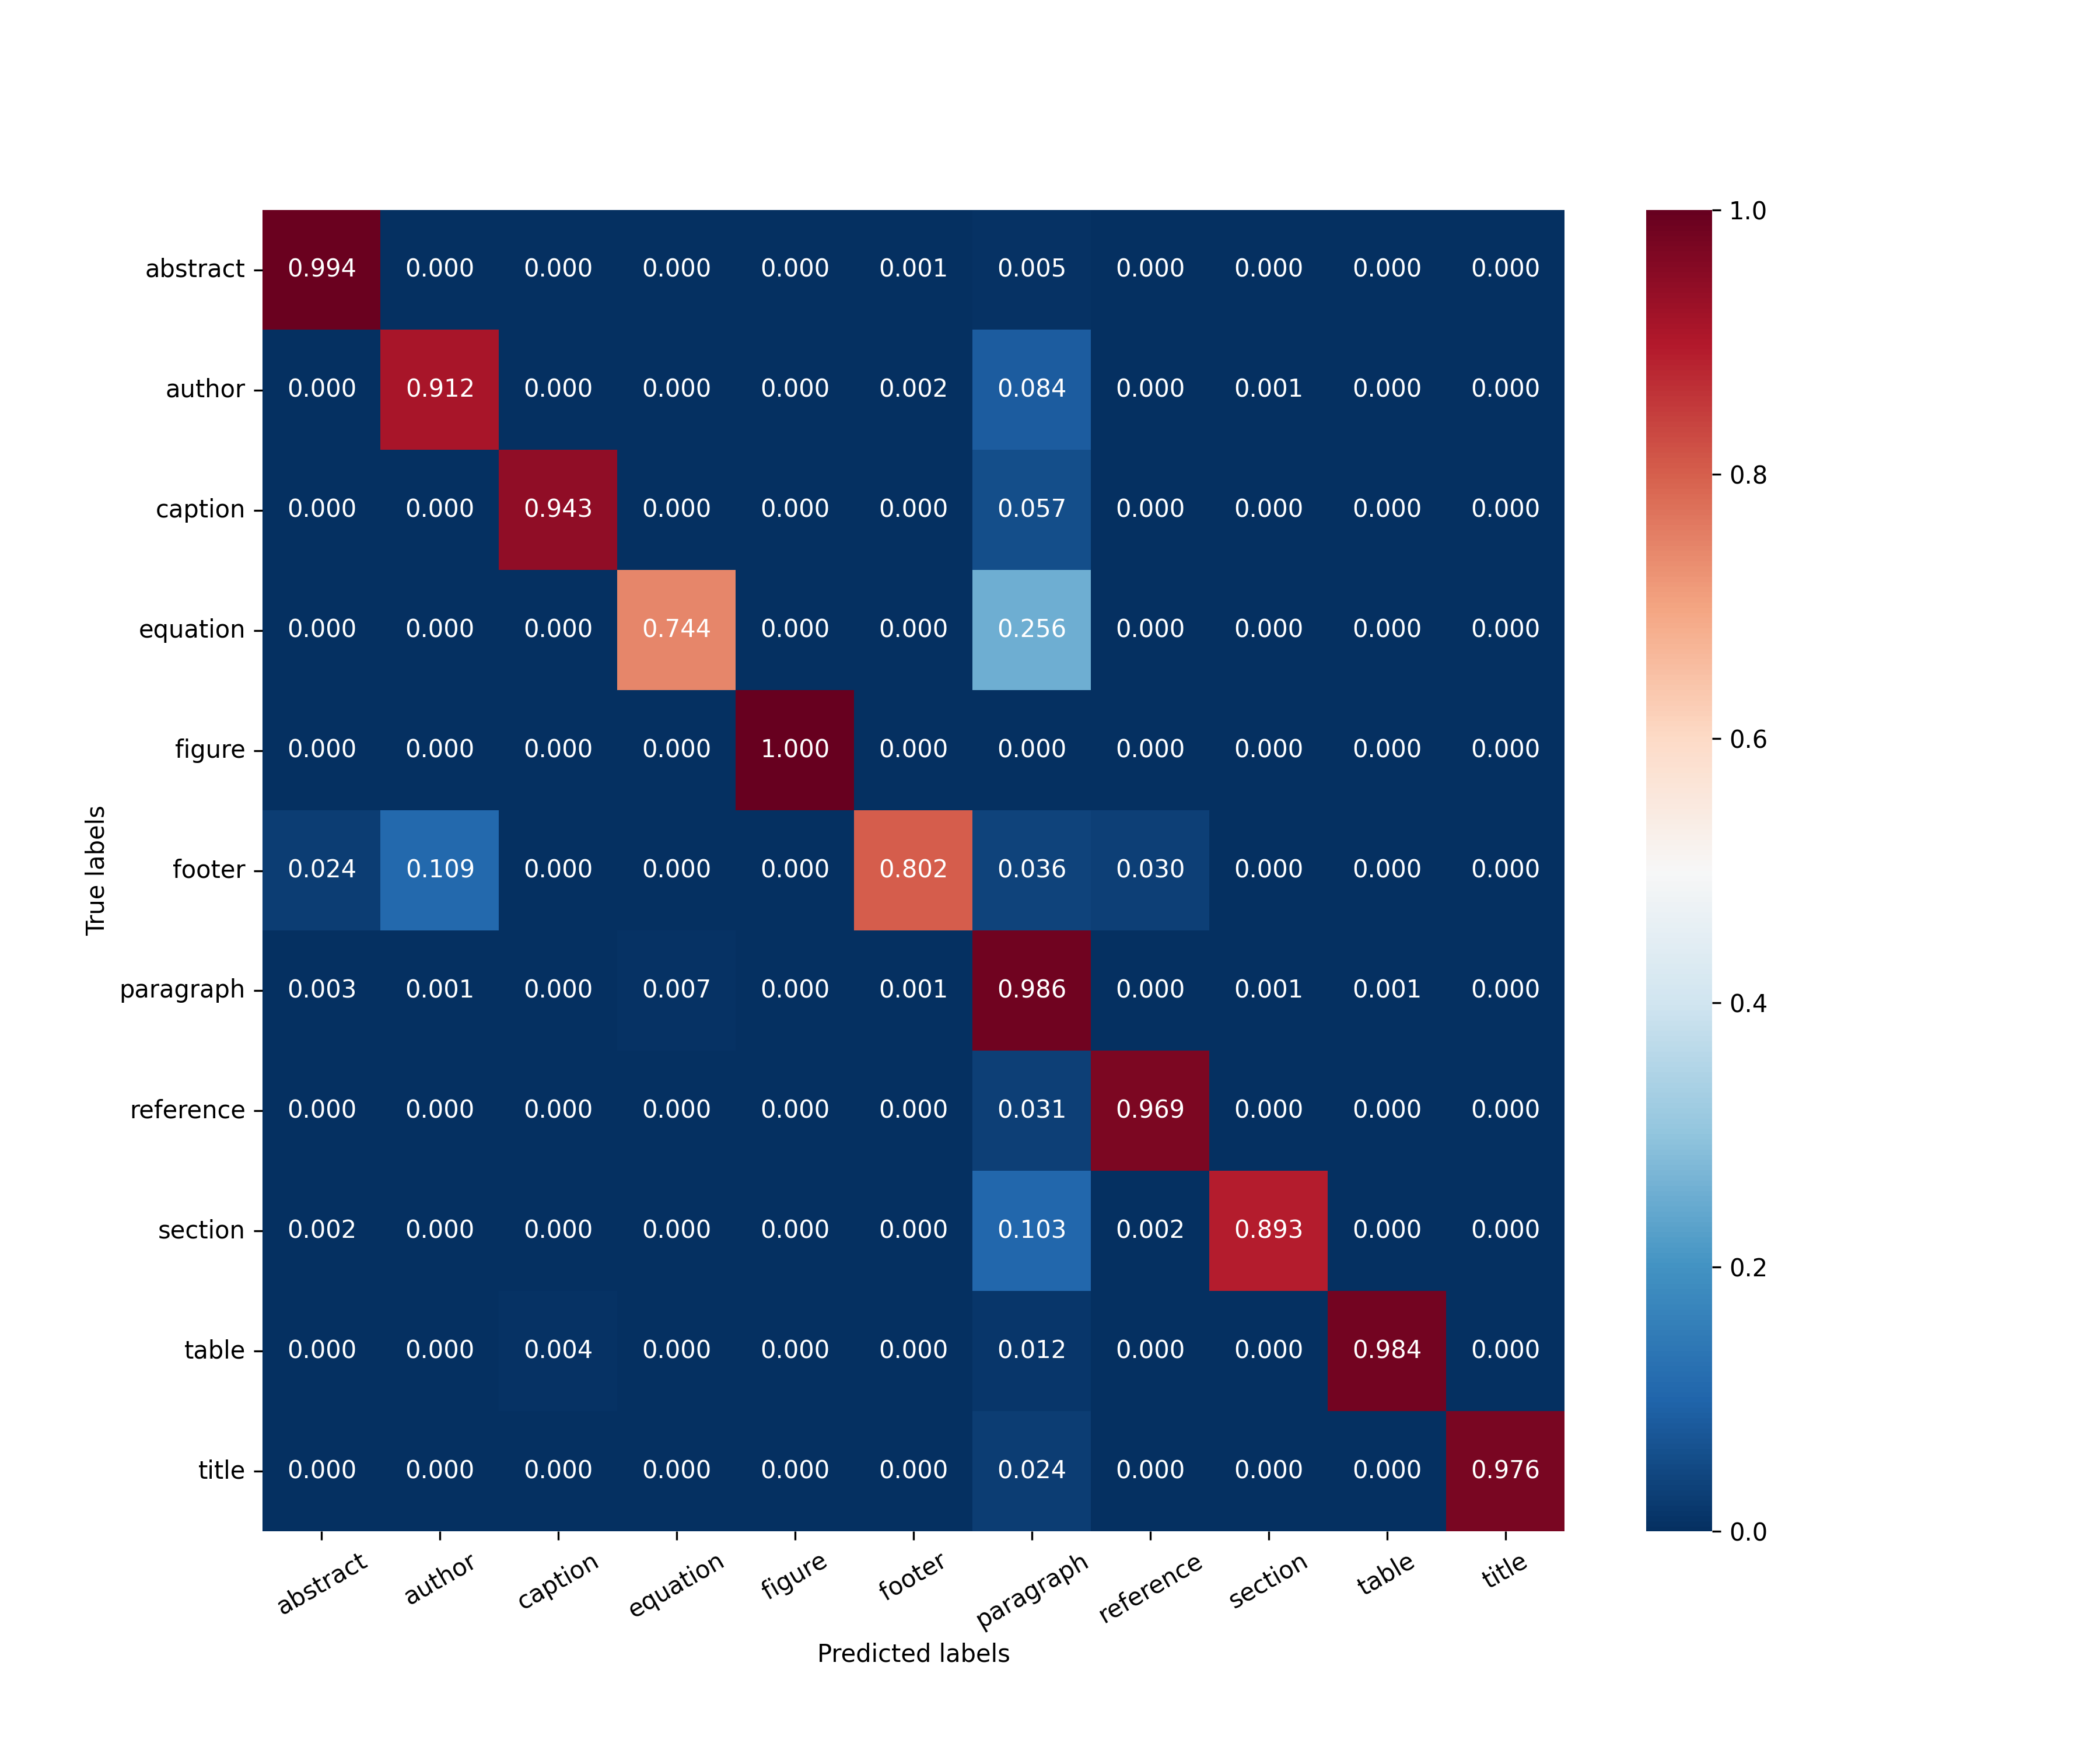 abstract 0.994 0.000 0.000 0.000 0.000 0.001 0.005 0.000 0.000 0.000 0.000
author 0.000 0.912 0.000 0.000 0.000 0.002 0.084 0.000 0.001 0.000 0.000
caption 0.000 0.000 0.943 0.000 0.000 0.000 0.057 0.000 0.000 0.000 0.000
equation 0.000 0.000 0.000 0.744 0.000 0.000 0.256 0.000 0.000 0.000 0.000
figure 0.000 0.000 0.000 0.000 1.000 0.000 0.000 0.000 0.000 0.000 0.000
footer 0.024 0.109 0.000 0.000 0.000 0.802 0.036 0.030 0.000 0.000 0.000
paragraph 0.003 0.001 0.000 0.007 0.000 0.001 0.986 0.000 0.001 0.001 0.000
reference 0.000 0.000 0.000 0.000 0.000 0.000 0.031 0.969 0.000 0.000 0.000
section 0.002 0.000 0.000 0.000 0.000 0.000 0.103 0.002 0.893 0.000 0.000
table 0.000 0.000 0.004 0.000 0.000 0.000 0.012 0.000 0.000 0.984 0.000
title 0.000 0.000 0.000 0.000 0.000 0.000 0.024 0.000 0.000 0.000 0.976
abstract author caption equation figure footer paragraph reference section table title
Predicted labels
True labels
1.0
0.8
0.6
0.4
0.2
0.0